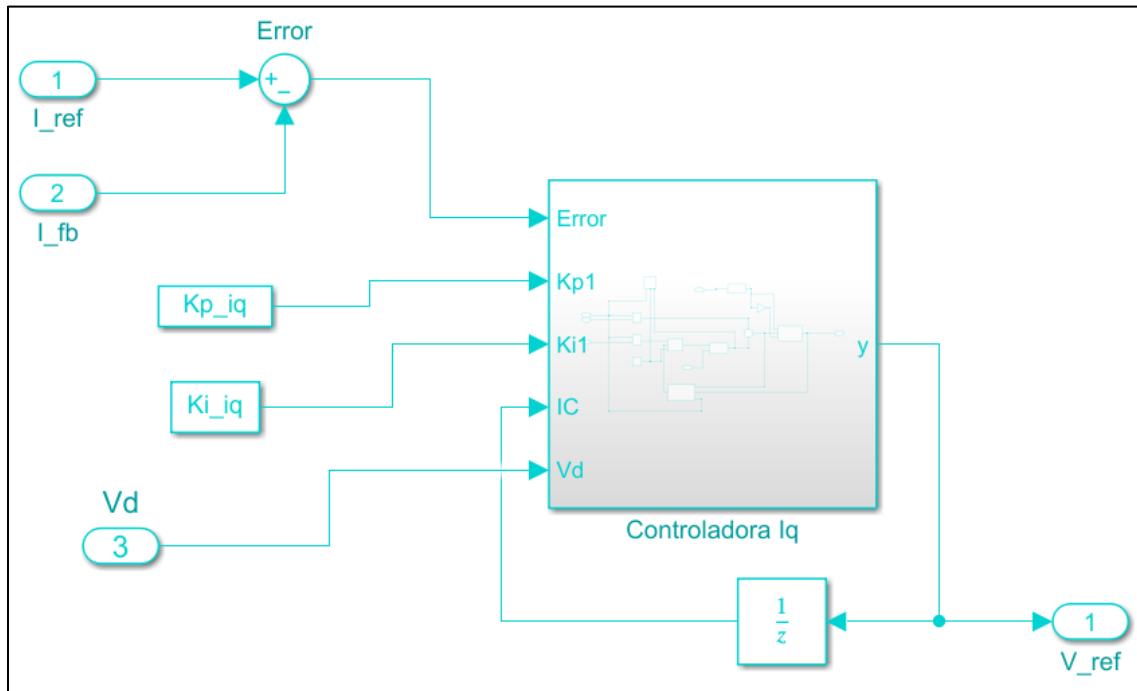 Error
1
I_ref
2
I_fb
Kp_iq
Ki_iq
Vd
3
Error
Kp1
Ki1
IC
Vd
y
Controladora Iq
1
z
1
V_ref